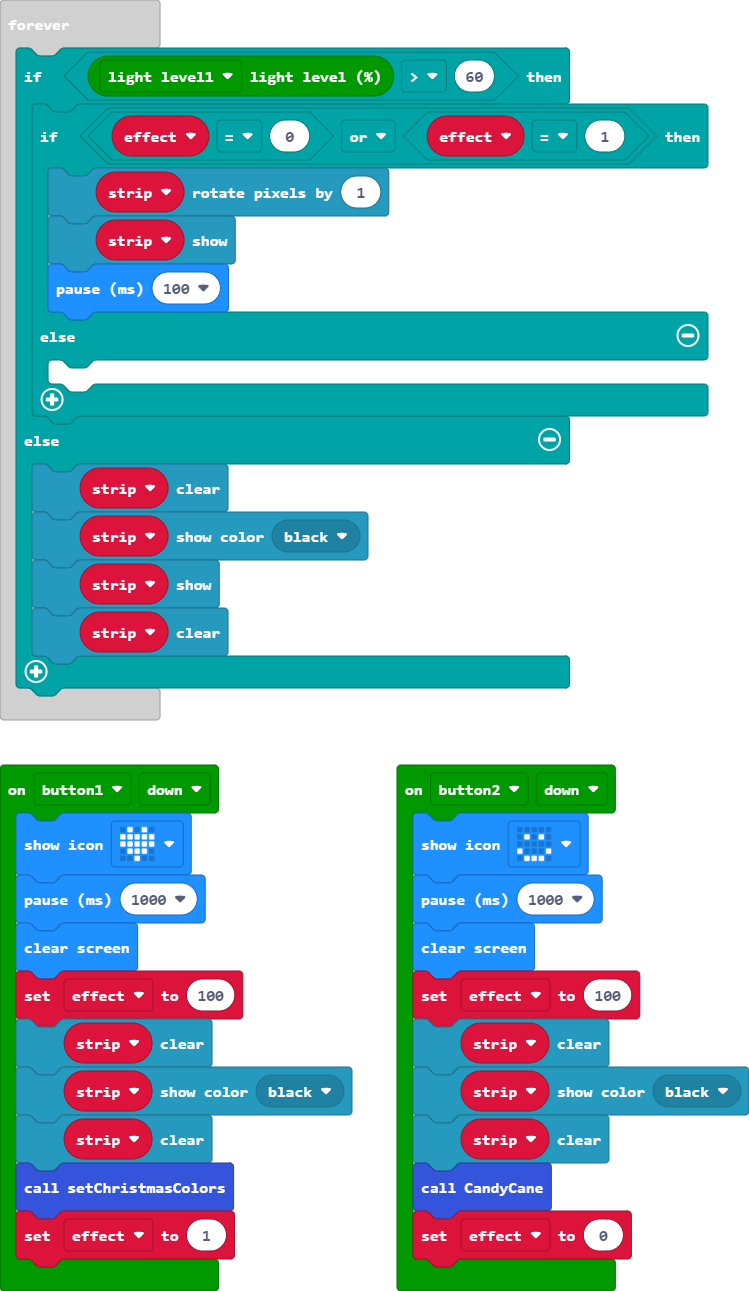 forever
if light level1 light level (%) > 60 then
if effect = 0 or effect = 1 then
strip rotate pixels by 1
strip show
pause (ms) 100
else
else
strip clear
strip show color black
strip show
strip clear
on button1 down
show icon
pause (ms) 1000
clear screen
set effect to 100
strip clear
strip show color black
strip clear
call setChristmasColors
set effect to 1
on button2 down
show icon
pause (ms) 1000
clear screen
set effect to 100
strip clear
strip show color black
strip clear
call CandyCane
set effect to 0